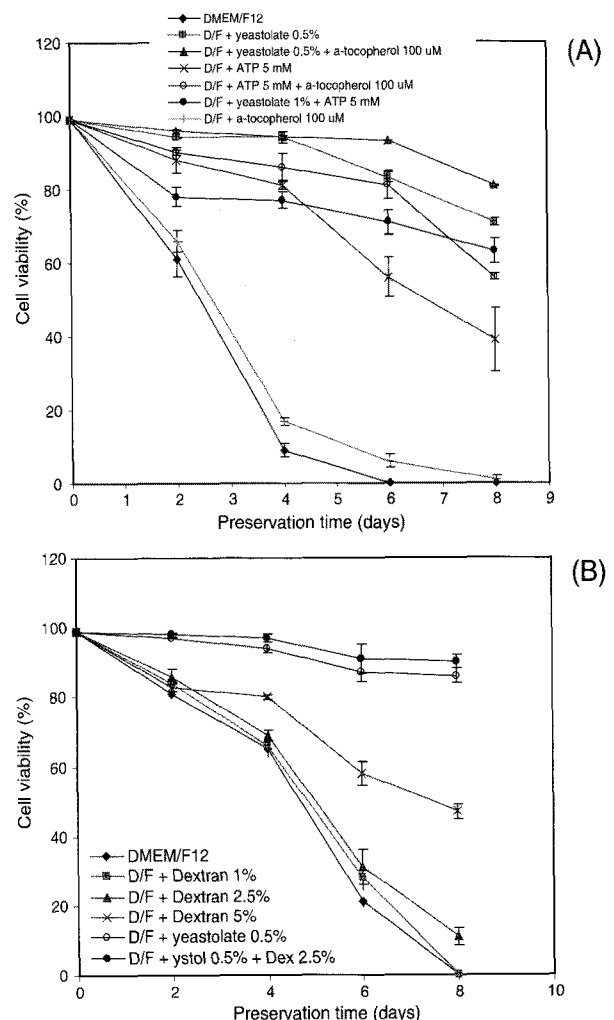 DMEM/F12
D/F + yeastolate 0.5%
D/F + yeastolate 0.5% + a-tocopherol 100 uM
D/F + ATP 5 mM
D/F + ATP 5 mM + a-tocopherol 100 uM
D/F + yeastolate 1% + ATP 5 mM
D/F + a-tocopherol 100 uM
(A)
120
100
80
60
40
20
0
Cell viability (%)
0 1 2 3 4 5 6 7 8 9
Preservation time (days)
(B)
120
100
80
60
40
20
0
Cell viability (%)
DMEM/F12
D/F + Dextran 1%
D/F + Dextran 2.5%
D/F + Dextran 5%
D/F + yeastolate 0.5%
D/F + ystol 0.5% + Dex 2.5%
0 2 4 6 8 10
Preservation time (days)